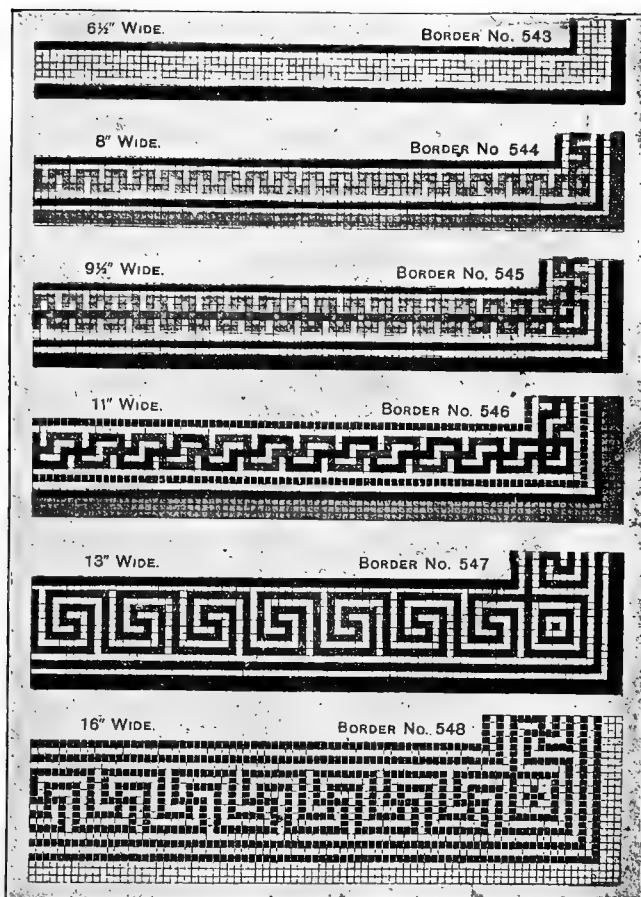 6½" WIDE. BORDER No. 543
8" WIDE. BORDER No 544
9½" WIDE. BORDER No. 545
11" WIDE. BORDER No. 546
13" WIDE. BORDER No. 547
16" WIDE. BORDER No. 548